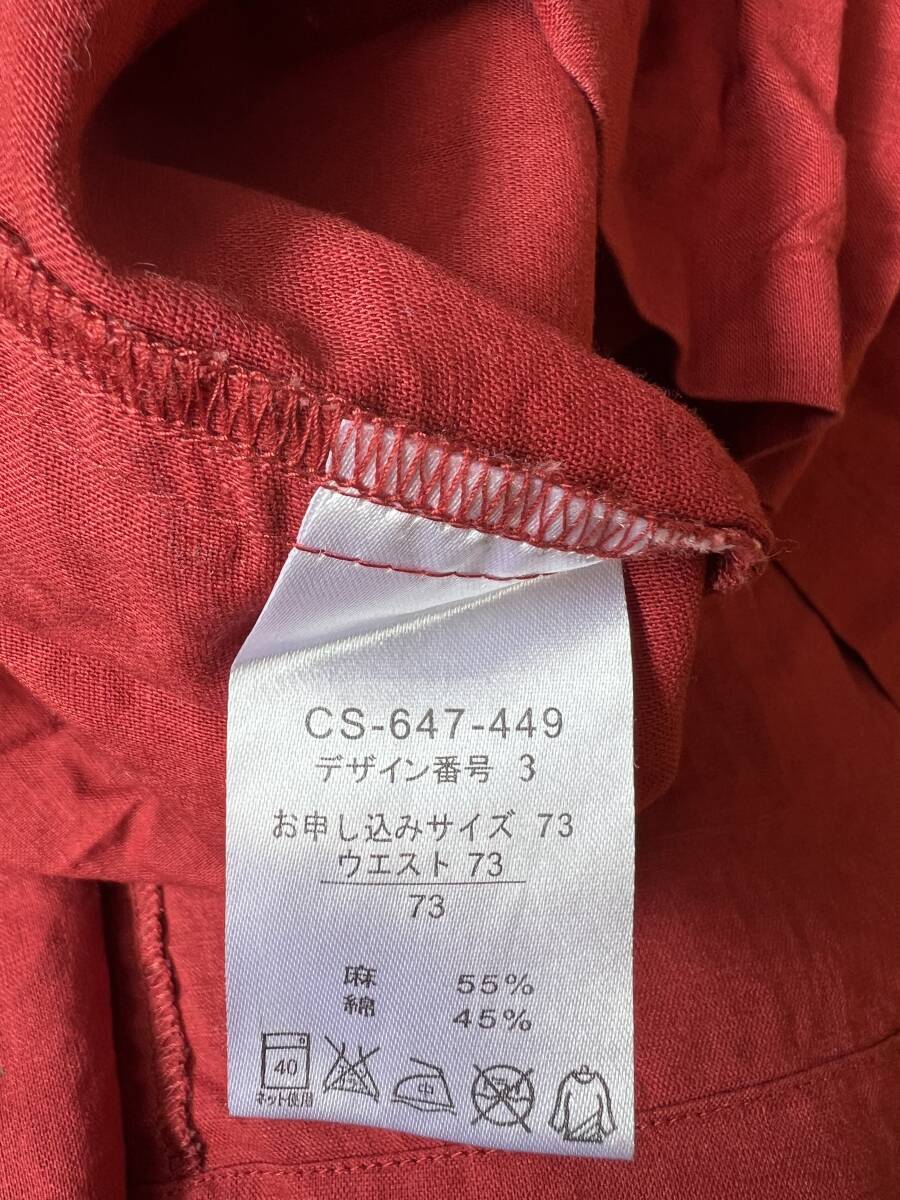 CS-647-449
デザイン番号 3
お申し込みサイズ 73
ウエスト 73
73
麻 55%
綿 45%
40 中
ネット使用